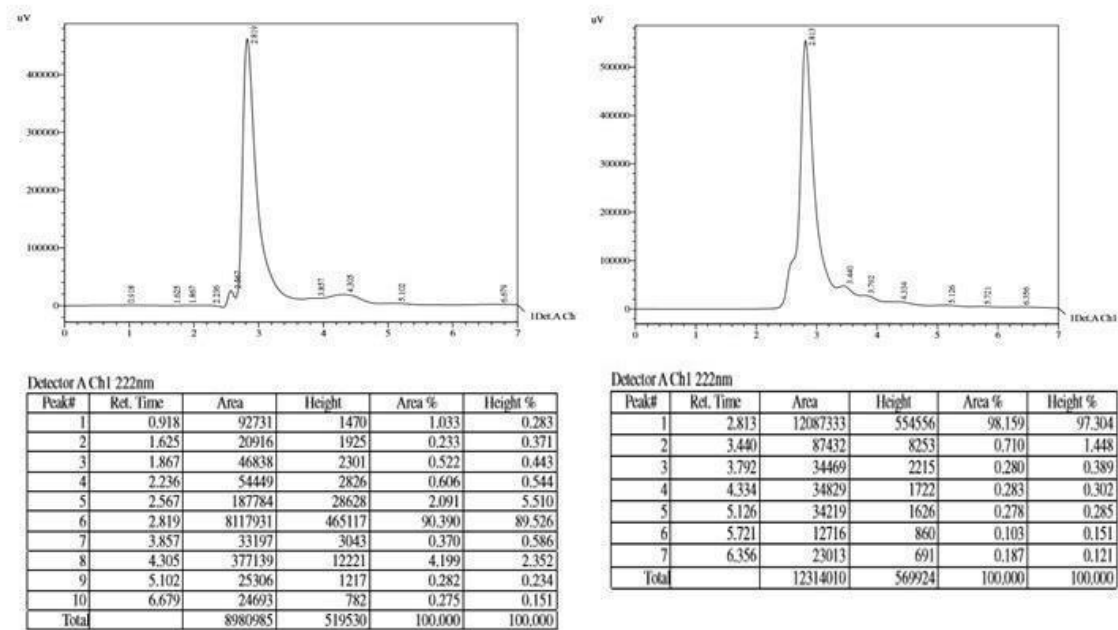 uV
2.819
400000
300000
200000
100000
0
0.918
1.625
1.867
2.236
2.567
3.857
4.305
5.102
6.679
0 1 2 3 4 5 6 7
1Det.A Ch
Detector A Ch1 222nm
Peak# Ret. Time Area Height Area % Height %
1 0.918 92731 1470 1.033 0.283
2 1.625 20916 1925 0.233 0.371
3 1.867 46838 2301 0.522 0.443
4 2.236 54449 2826 0.606 0.544
5 2.567 187784 28628 2.091 5.510
6 2.819 8117931 465117 90.390 89.526
7 3.857 33197 3043 0.370 0.586
8 4.305 377139 12221 4.199 2.352
9 5.102 25306 1217 0.282 0.234
10 6.679 24693 782 0.275 0.151
Total 8980985 519530 100.000 100.000
uV
2.813
500000
400000
300000
200000
100000
0
3.440
3.792
4.334
5.126
5.721
6.356
0 1 2 3 4 5 6 7
1Det.A Ch1
Detector A Ch1 222nm
Peak# Ret. Time Area Height Area % Height %
1 2.813 12087333 554556 98.159 97.304
2 3.440 87432 8253 0.710 1.448
3 3.792 34469 2215 0.280 0.389
4 4.334 34829 1722 0.283 0.302
5 5.126 34219 1626 0.278 0.285
6 5.721 12716 860 0.103 0.151
7 6.356 23013 691 0.187 0.121
Total 12314010 569924 100.000 100.000